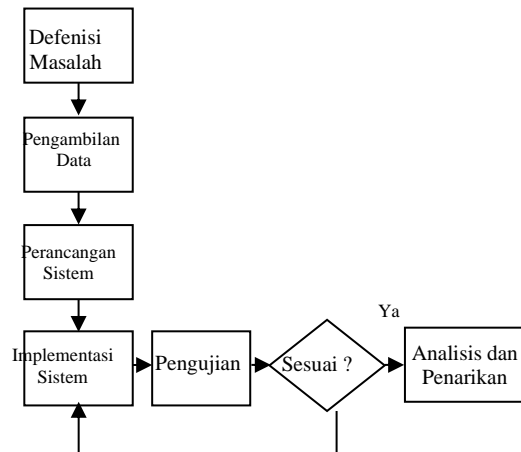 Defenisi
Masalah
Pengambilan
Data
Perancangan
Sistem
Implementasi
Sistem
Pengujian
Sesuai ?
Ya
Analisis dan
Penarikan